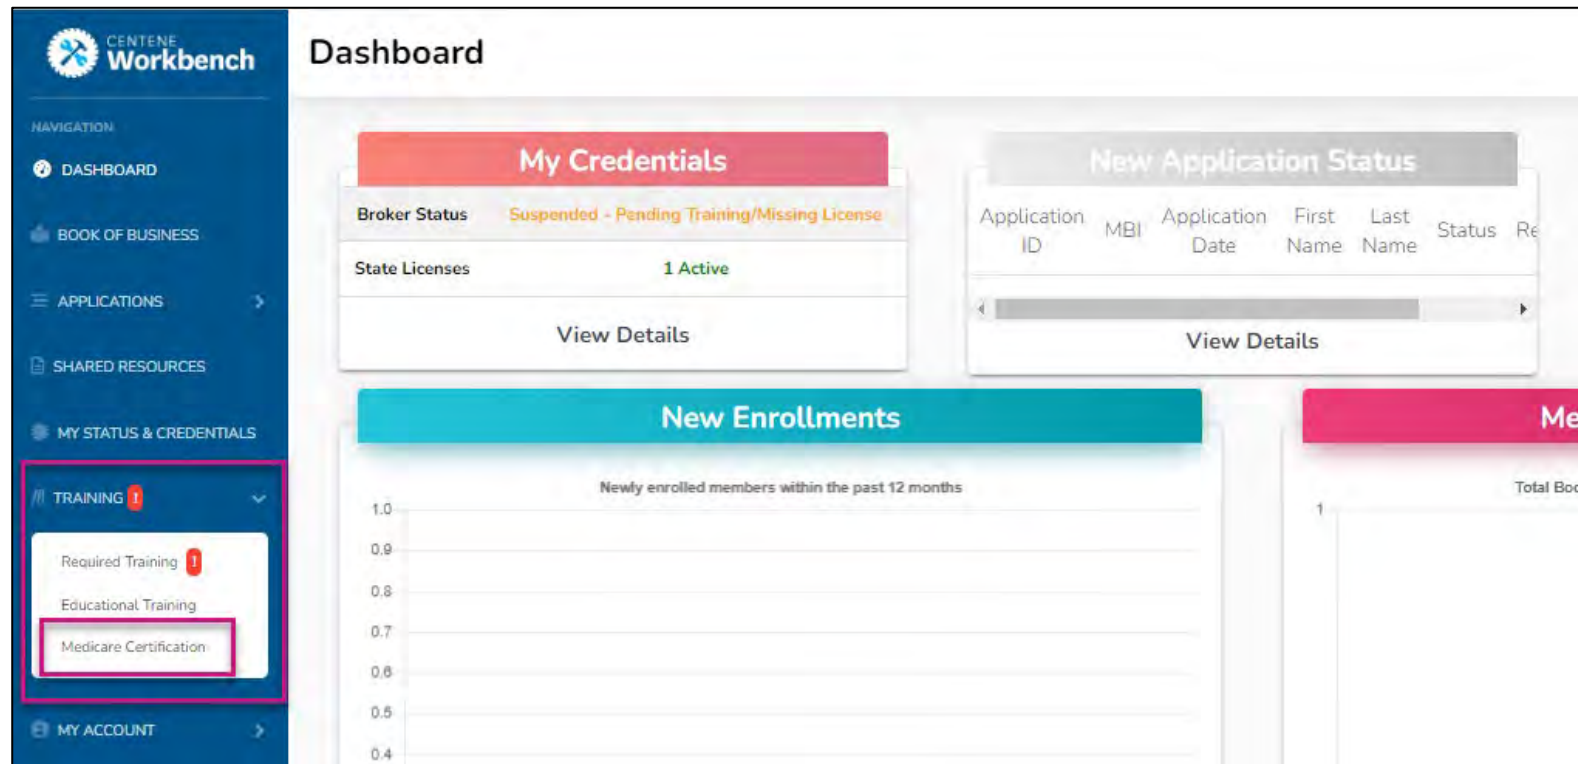 CENTENE
Workbench
Dashboard
NAVIGATION
DASHBOARD
BOOK OF BUSINESS
APPLICATIONS
SHARED RESOURCES
MY STATUS & CREDENTIALS
TRAINING !
Required Training !
Educational Training
Medicare Certification
MY ACCOUNT
My Credentials
Broker Status Suspended - Pending Training/Missing License
State Licenses 1 Active
View Details
New Application Status
Application ID MBI Application Date First Name Last Name Status Re
View Details
New Enrollments
Newly enrolled members within the past 12 months
1.0
0.9
0.8
0.7
0.6
0.5
0.4
Me
Total Boo
1